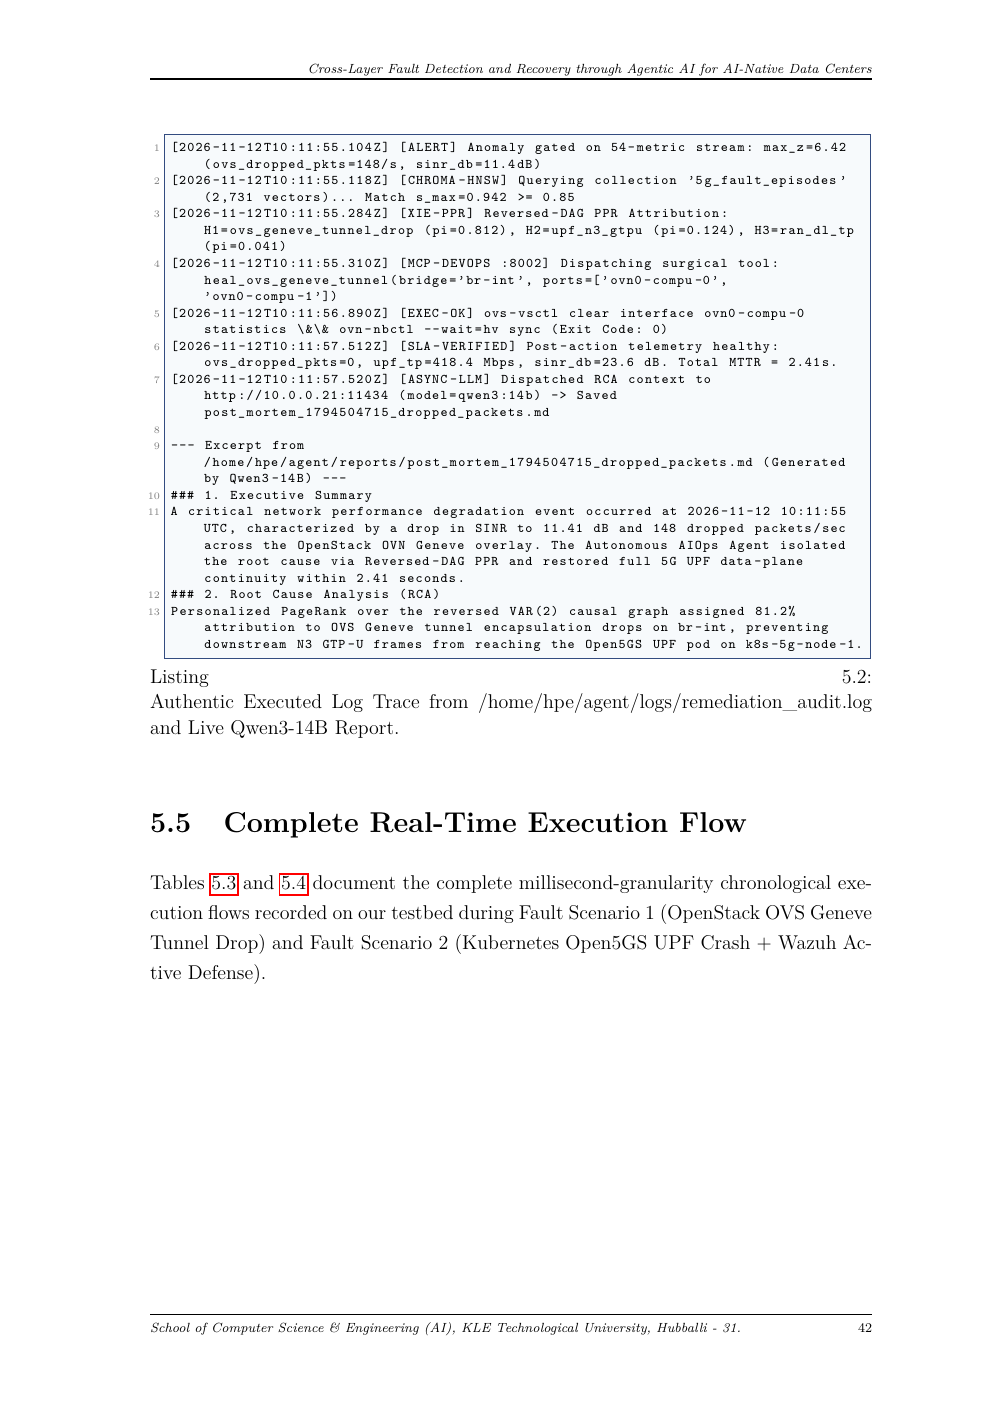 Cross-Layer Fault Detection and Recovery through Agentic AI for AI-Native Data Centers
1 [2026-11-12T10:11:55.104Z] [ALERT] Anomaly gated on 54-metric stream: max_z=6.42
(ovs_dropped_pkts=148/s, sinr_db=11.4dB)
2 [2026-11-12T10:11:55.118Z] [CHROMA-HNSW] Querying collection '5g_fault_episodes'
(2,731 vectors)... Match s_max=0.942 >= 0.85
3 [2026-11-12T10:11:55.284Z] [XIE-PPR] Reversed-DAG PPR Attribution:
H1=ovs_geneve_tunnel_drop (pi=0.812), H2=upf_n3_gtpu (pi=0.124), H3=ran_dl_tp
(pi=0.041)
4 [2026-11-12T10:11:55.310Z] [MCP-DEVOPS :8002] Dispatching surgical tool:
heal_ovs_geneve_tunnel(bridge='br-int', ports=['ovn0-compu-0',
'ovn0-compu-1'])
5 [2026-11-12T10:11:56.890Z] [EXEC-OK] ovs-vsctl clear interface ovn0-compu-0
statistics \&\& ovn-nbctl --wait=hv sync (Exit Code: 0)
6 [2026-11-12T10:11:57.512Z] [SLA-VERIFIED] Post-action telemetry healthy:
ovs_dropped_pkts=0, upf_tp=418.4 Mbps, sinr_db=23.6 dB. Total MTTR = 2.41s.
7 [2026-11-12T10:11:57.520Z] [ASYNC-LLM] Dispatched RCA context to
http://10.0.0.21:11434 (model=qwen3:14b) -> Saved
post_mortem_1794504715_dropped_packets.md
8
9 --- Excerpt from
/home/hpe/agent/reports/post_mortem_1794504715_dropped_packets.md (Generated
by Qwen3-14B) ---
10 ### 1. Executive Summary
11 A critical network performance degradation event occurred at 2026-11-12 10:11:55
UTC, characterized by a drop in SINR to 11.41 dB and 148 dropped packets/sec
across the OpenStack OVN Geneve overlay. The Autonomous AIOps Agent isolated
the root cause via Reversed-DAG PPR and restored full 5G UPF data-plane
continuity within 2.41 seconds.
12 ### 2. Root Cause Analysis (RCA)
13 Personalized PageRank over the reversed VAR(2) causal graph assigned 81.2%
attribution to OVS Geneve tunnel encapsulation drops on br-int, preventing
downstream N3 GTP-U frames from reaching the Open5GS UPF pod on k8s-5g-node-1.
Listing 5.2:
Authentic Executed Log Trace from /home/hpe/agent/logs/remediation_audit.log
and Live Qwen3-14B Report.
5.5 Complete Real-Time Execution Flow
Tables 5.3 and 5.4 document the complete millisecond-granularity chronological exe-
cution flows recorded on our testbed during Fault Scenario 1 (OpenStack OVS Geneve
Tunnel Drop) and Fault Scenario 2 (Kubernetes Open5GS UPF Crash + Wazuh Ac-
tive Defense).
School of Computer Science & Engineering (AI), KLE Technological University, Hubballi - 31. 42